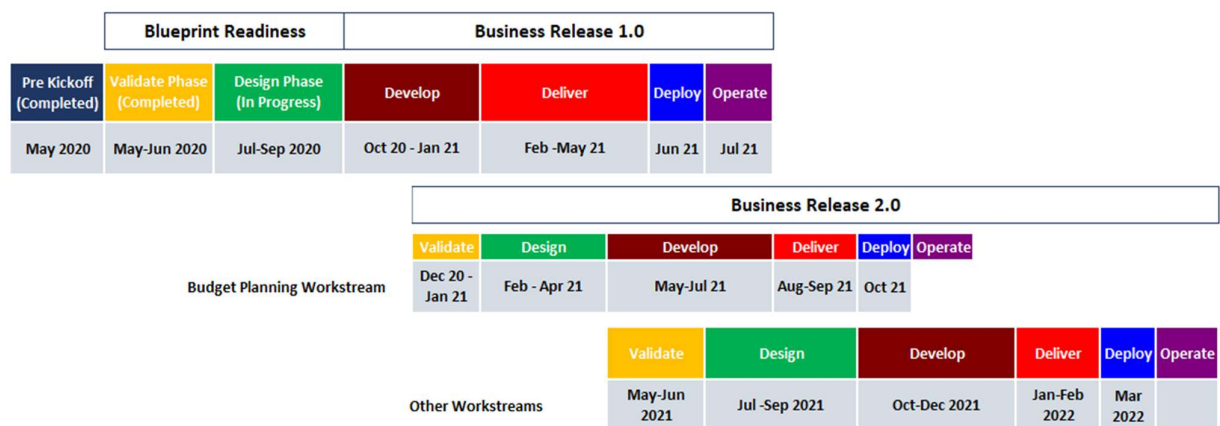 Blueprint Readiness
Business Release 1.0
Pre Kickoff
(Completed)
Validate Phase
(Completed)
Design Phase
(In Progress)
Develop
Deliver
Deploy
Operate
May 2020
May-Jun 2020
Jul-Sep 2020
Oct 20 - Jan 21
Feb -May 21
Jun 21
Jul 21
Business Release 2.0
Validate
Design
Develop
Deliver
Deploy
Operate
Budget Planning Workstream
Dec 20 -
Jan 21
Feb - Apr 21
May-Jul 21
Aug-Sep 21
Oct 21
Validate
Design
Develop
Deliver
Deploy
Operate
Other Workstreams
May-Jun
2021
Jul -Sep 2021
Oct-Dec 2021
Jan-Feb
2022
Mar
2022